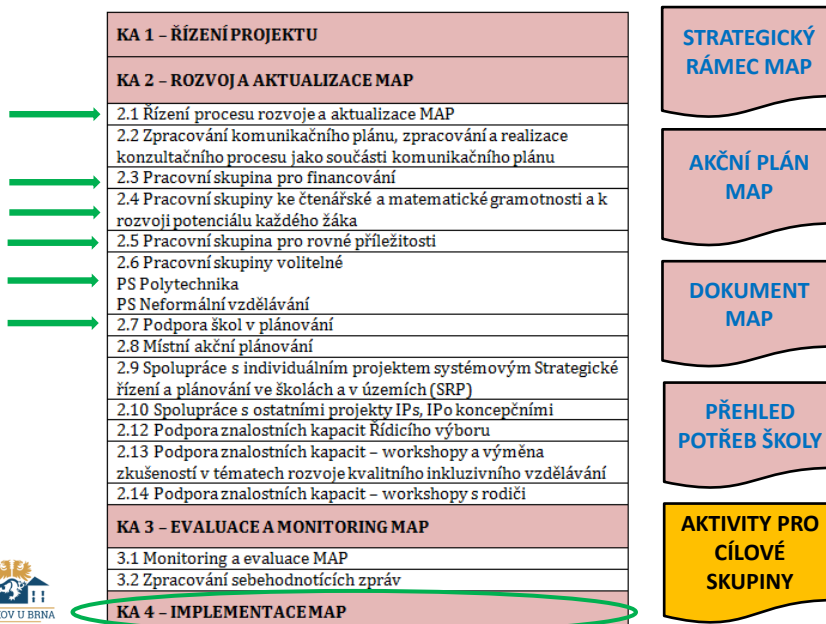 KA 1 – ŘÍZENÍ PROJEKTU
KA 2 – ROZVOJ A AKTUALIZACE MAP
2.1 Řízení procesu rozvoje a aktualizace MAP
2.2 Zpracování komunikačního plánu, zpracování a realizace
konzultačního procesu jako součásti komunikačního plánu
2.3 Pracovní skupina pro financování
2.4 Pracovní skupiny ke čtenářské a matematické gramotnosti a k
rozvoji potenciálu každého žáka
2.5 Pracovní skupina pro rovné příležitosti
2.6 Pracovní skupiny volitelné
PS Polytechnika
PS Neformální vzdělávání
2.7 Podpora škol v plánování
2.8 Místní akční plánování
2.9 Spolupráce s individuálním projektem systémovým Strategické
řízení a plánování ve školách a v územích (SRP)
2.10 Spolupráce s ostatními projekty IPs, IPo koncepčními
2.12 Podpora znalostních kapacit Řídicího výboru
2.13 Podpora znalostních kapacit – workshopy a výměna
zkušeností v tématech rozvoje kvalitního inkluzivního vzdělávání
2.14 Podpora znalostních kapacit – workshopy s rodiči
KA 3 – EVALUACE A MONITORING MAP
3.1 Monitoring a evaluace MAP
3.2 Zpracování sebehodnotících zpráv
KA 4 – IMPLEMENTACE MAP
STRATEGICKÝ
RÁMEC MAP
AKČNÍ PLÁN
MAP
DOKUMENT
MAP
PŘEHLED
POTŘEB ŠKOLY
AKTIVITY PRO
CÍLOVÉ
SKUPINY
OV U BRNA